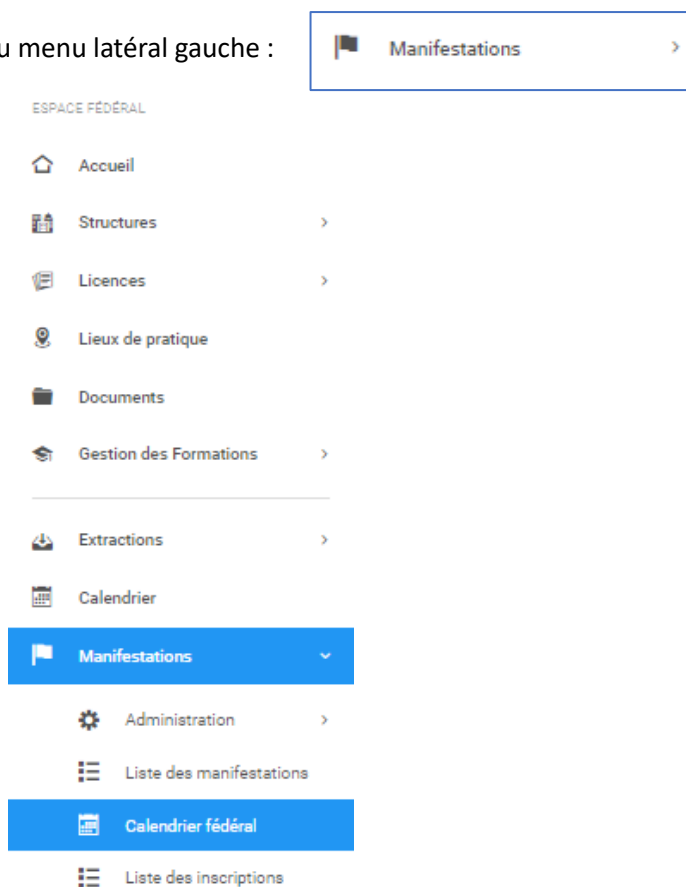 u menu latéral gauche :
Manifestations
ESPACE FÉDÉRAL
Accueil
Structures
Licences
Lieux de pratique
Documents
Gestion des Formations
Extractions
Calendrier
Manifestations
Administration
Liste des manifestations
Calendrier fédéral
Liste des inscriptions